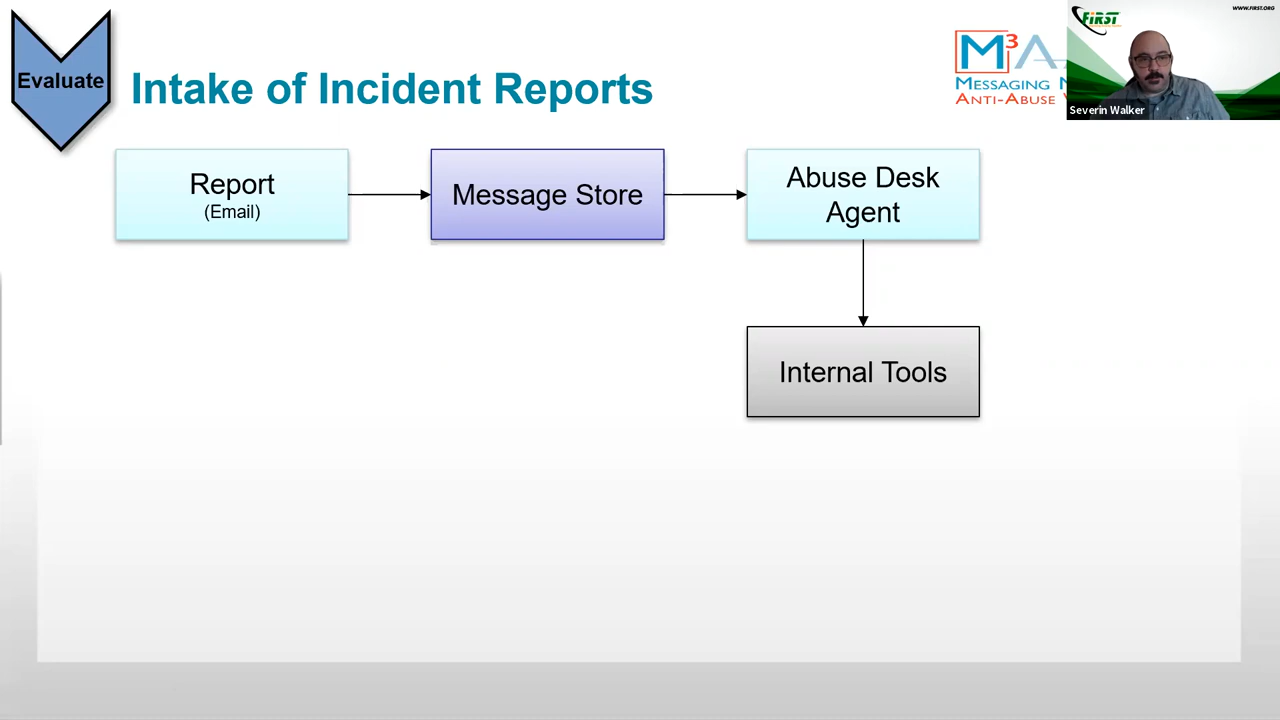 Evaluate
Intake of Incident Reports
M3A
MESSAGING
ANTI-ABUSE
FiRST
WWW.FIRST.ORG
Severin Walker
Report
(Email)
Message Store
Abuse Desk
Agent
Internal Tools